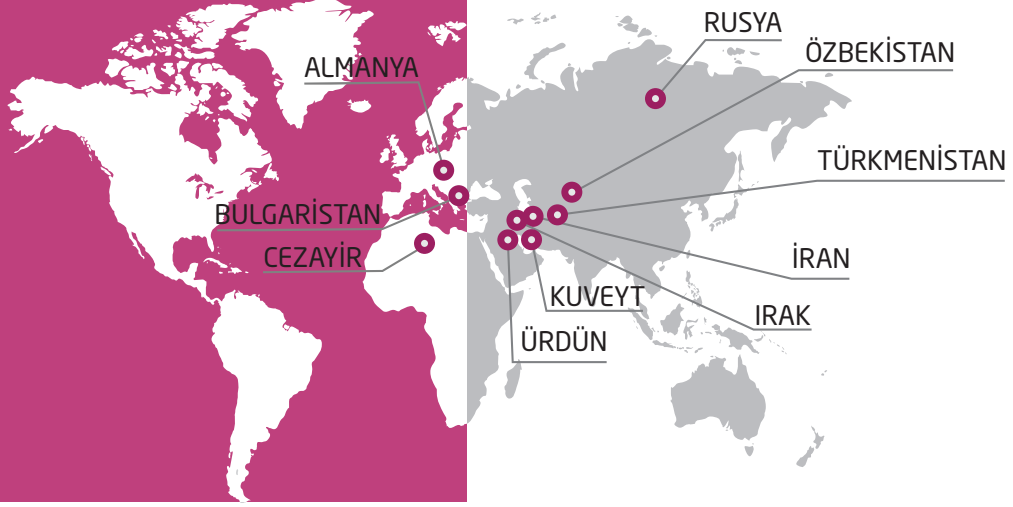 RUSYA
ÖZBEKİSTAN
ALMANYA
TÜRKMENİSTAN
BULGARİSTAN
CEZAYİR
İRAN
KUVEYT
IRAK
ÜRDÜN